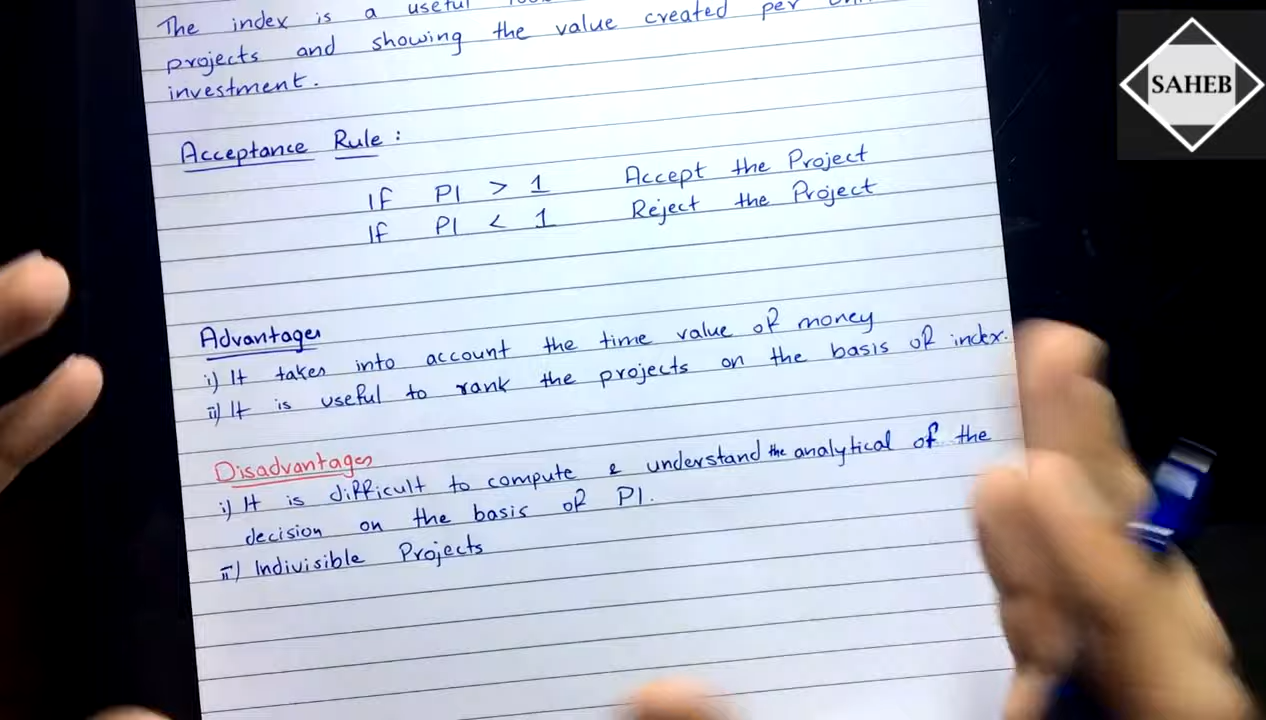 The index is a useful
projects and showing the value created per
investment.
Acceptance Rule :
If PI > 1 Accept the Project
If PI < 1 Reject the Project
Advantages
i) It takes into account the time value of money
ii) It is useful to rank the projects on the basis of index.
Disadvantages
i) It is difficult to compute & understand the analytical of the
decision on the basis of PI.
ii) Indivisible Projects
SAHEB